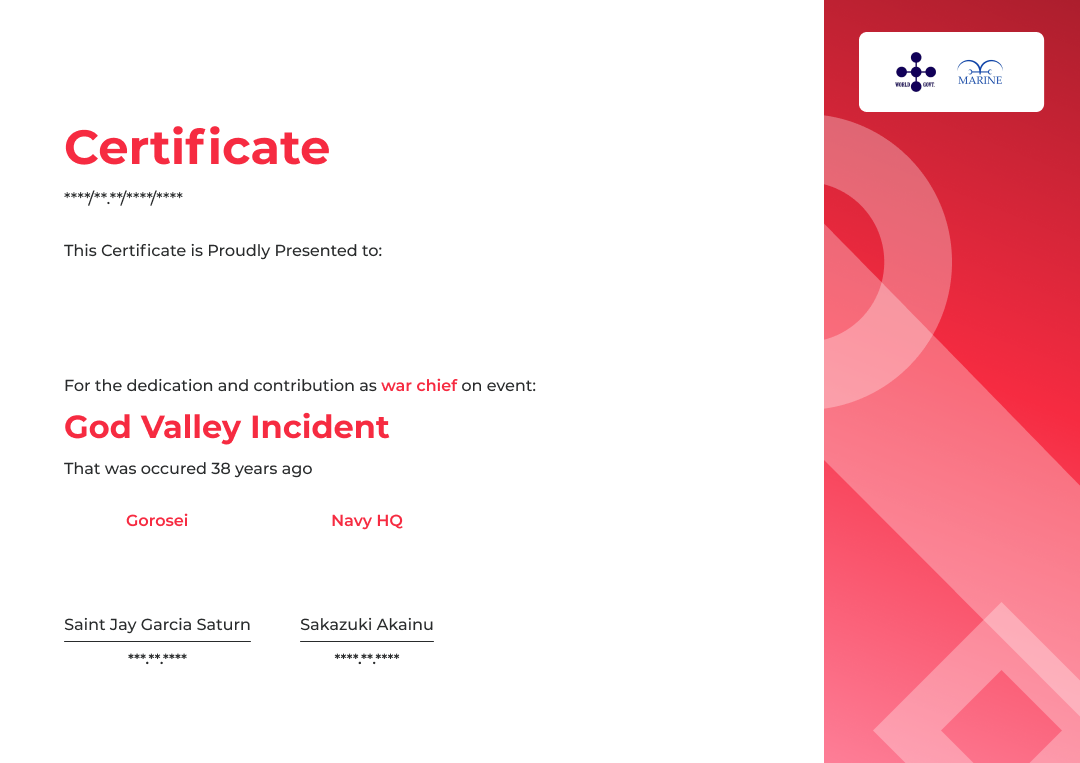 WORLD GOVT.
MARINE
Certificate
****/**.**/****/****
This Certificate is Proudly Presented to:
For the dedication and contribution as war chief on event:
God Valley Incident
That was occured 38 years ago
Gorosei Navy HQ
Saint Jay Garcia Saturn Sakazuki Akainu
***.**.**** ****.**.****